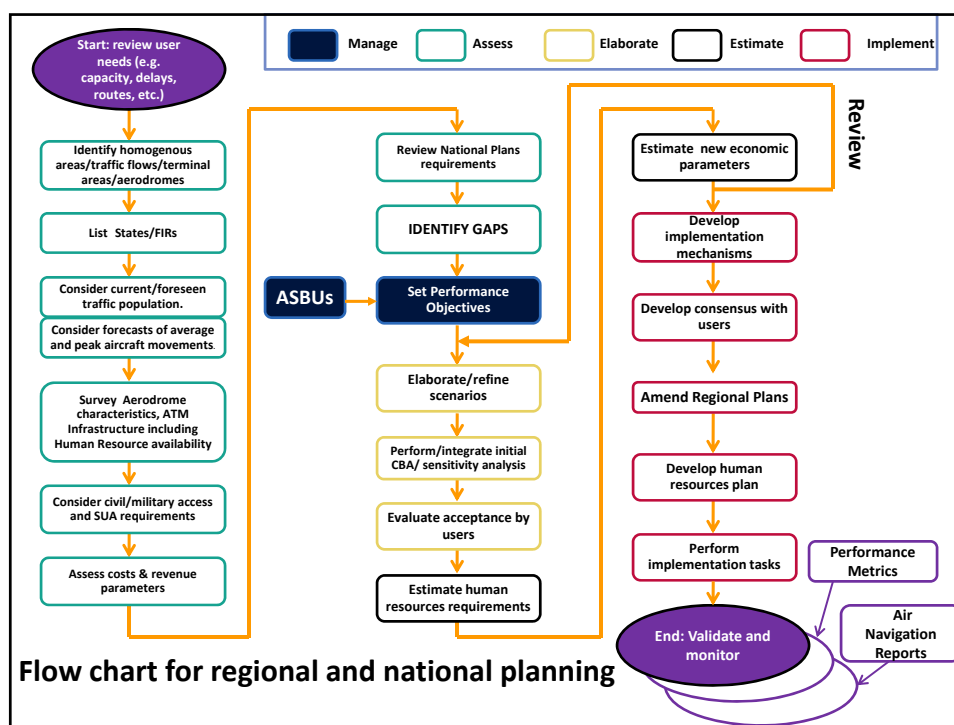 Manage
Assess
Elaborate
Estimate
Implement
Start: review user
needs (e.g.
capacity, delays,
routes, etc.)
Identify homogenous
areas/traffic flows/terminal
areas/aerodromes
List States/FIRs
Consider current/foreseen
traffic population.
Consider forecasts of average
and peak aircraft movements.
Survey Aerodrome
characteristics, ATM
Infrastructure including
Human Resource availability
Consider civil/military access
and SUA requirements
Assess costs & revenue
parameters
Review National Plans
requirements
IDENTIFY GAPS
ASBUs
Set Performance
Objectives
Elaborate/refine
scenarios
Perform/integrate initial
CBA/ sensitivity analysis
Evaluate acceptance by
users
Estimate human
resources requirements
Estimate new economic
parameters
Review
Develop
implementation
mechanisms
Develop consensus with
users
Amend Regional Plans
Develop human
resources plan
Perform
implementation tasks
End: Validate and
monitor
Performance
Metrics
Air
Navigation
Reports
Flow chart for regional and national planning